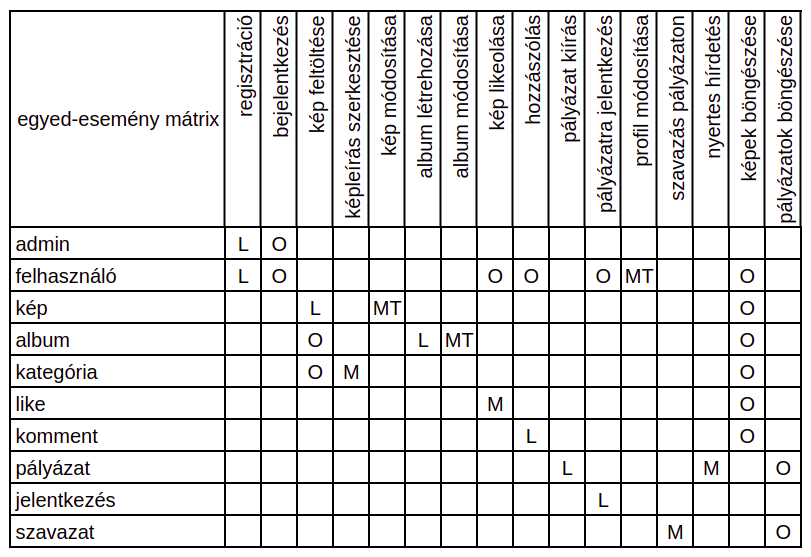 egyed-esemény mátrix regisztráció bejelentkezés kép feltöltése képleírás szerkesztése kép módosítása album létrehozása album módosítása kép likeolása hozzászólás pályázat kiírás pályázatra jelentkezés profil módosítása szavazás pályázaton nyertes hírdetés képek böngészése pályázatok böngészése
admin L O
felhasználó L O O O O MT O
kép L MT O
album O L MT O
kategória O M O
like M O
komment L O
pályázat L M O
jelentkezés L
szavazat M O